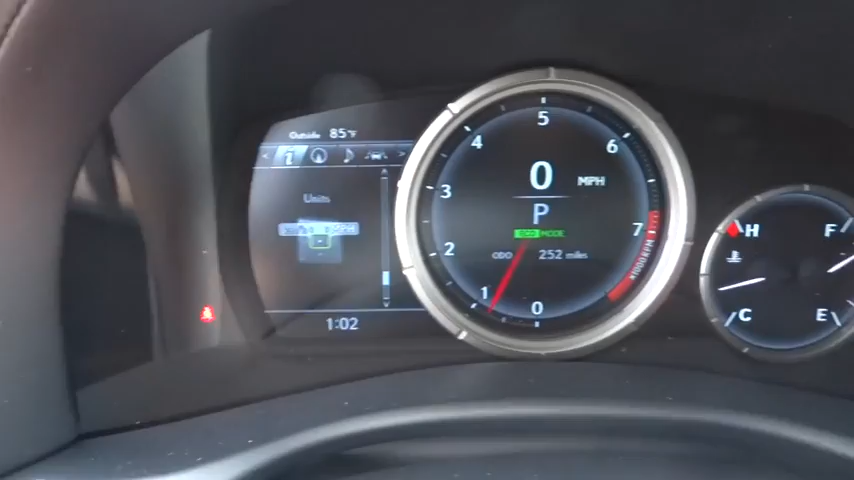 Outside 85°F
< i >
Units
MPH
1:02
0 1 2 3 4 5 6 7
x1000RPM
0 MPH
P
ECO MODE
ODO 252 miles
H
C
F
E